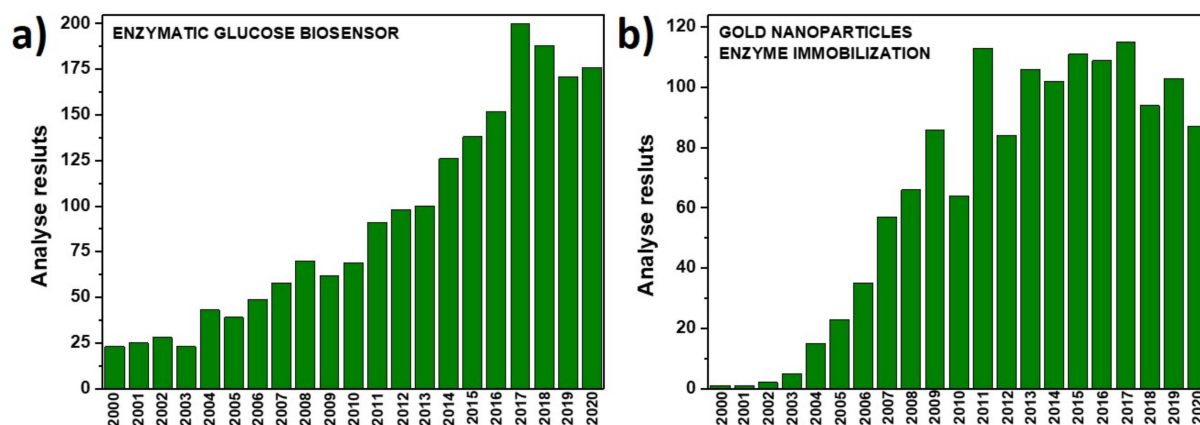 a)
ENZYMATIC GLUCOSE BIOSENSOR
Analyse resluts
200
175
150
125
100
75
50
25
0
2000 2001 2002 2003 2004 2005 2006 2007 2008 2009 2010 2011 2012 2013 2014 2015 2016 2017 2018 2019 2020
b)
GOLD NANOPARTICLES
ENZYME IMMOBILIZATION
Analyse resluts
120
100
80
60
40
20
0
2000 2001 2002 2003 2004 2005 2006 2007 2008 2009 2010 2011 2012 2013 2014 2015 2016 2017 2018 2019 2020